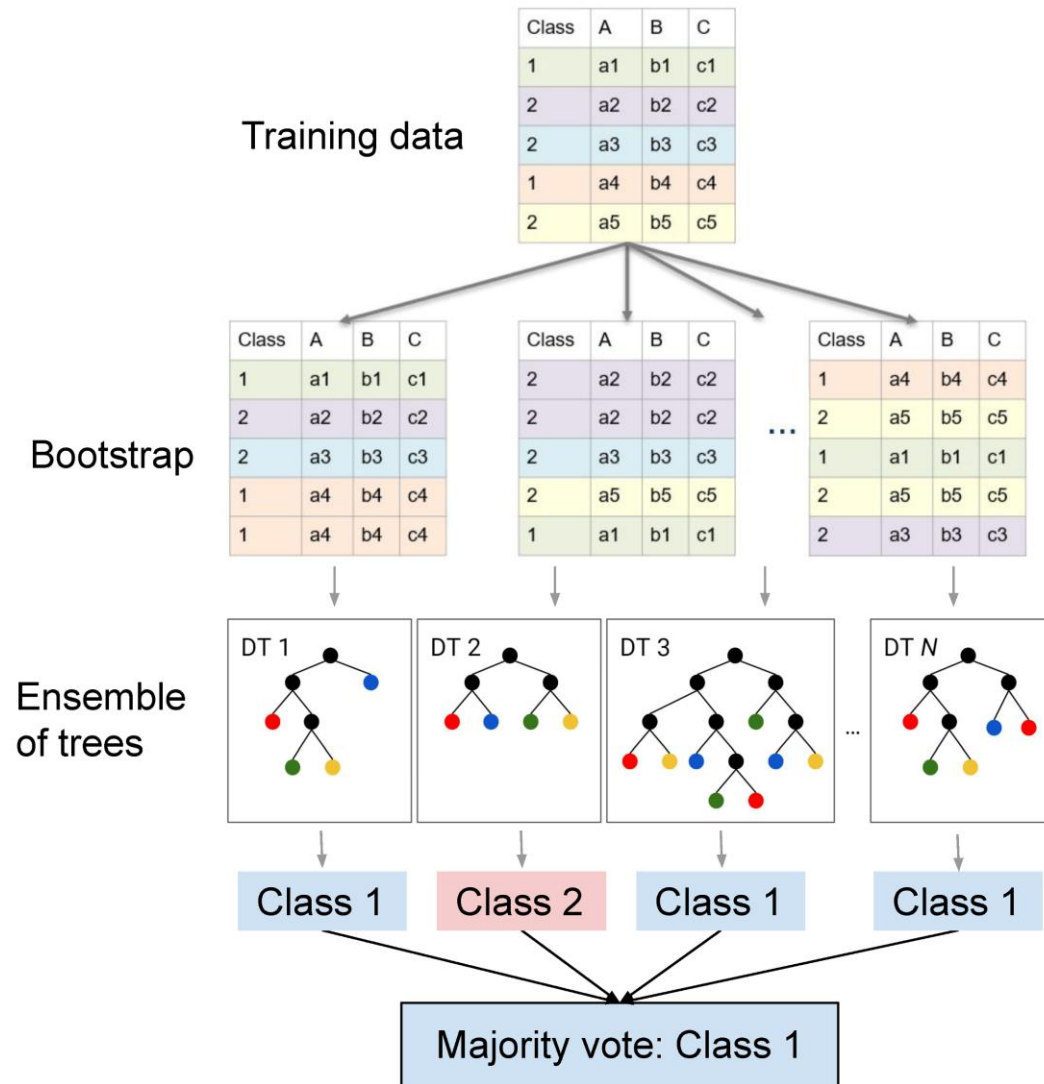 Class A B C
1 a1 b1 c1
2 a2 b2 c2
2 a3 b3 c3
1 a4 b4 c4
2 a5 b5 c5
Training data
Class A B C
1 a1 b1 c1
2 a2 b2 c2
2 a3 b3 c3
1 a4 b4 c4
1 a4 b4 c4
Class A B C
2 a2 b2 c2
2 a2 b2 c2
2 a3 b3 c3
2 a5 b5 c5
1 a1 b1 c1
...
Class A B C
1 a4 b4 c4
2 a5 b5 c5
1 a1 b1 c1
2 a5 b5 c5
2 a3 b3 c3
Bootstrap
DT 1
DT 2
DT 3
...
DT N
Ensemble
of trees
Class 1
Class 2
Class 1
Class 1
Majority vote: Class 1